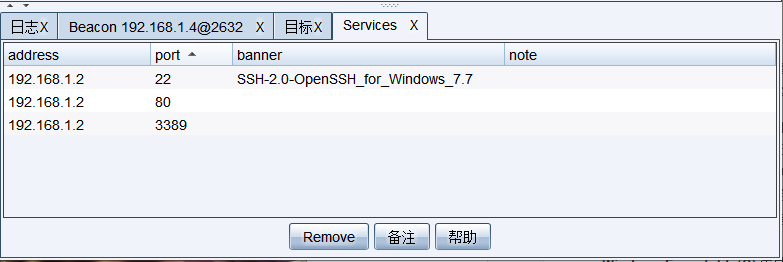 日志X Beacon 192.168.1.4@2632 X 目标X Services X
address port banner note
192.168.1.2 22 SSH-2.0-OpenSSH_for_Windows_7.7
192.168.1.2 80
192.168.1.2 3389
Remove 备注 帮助